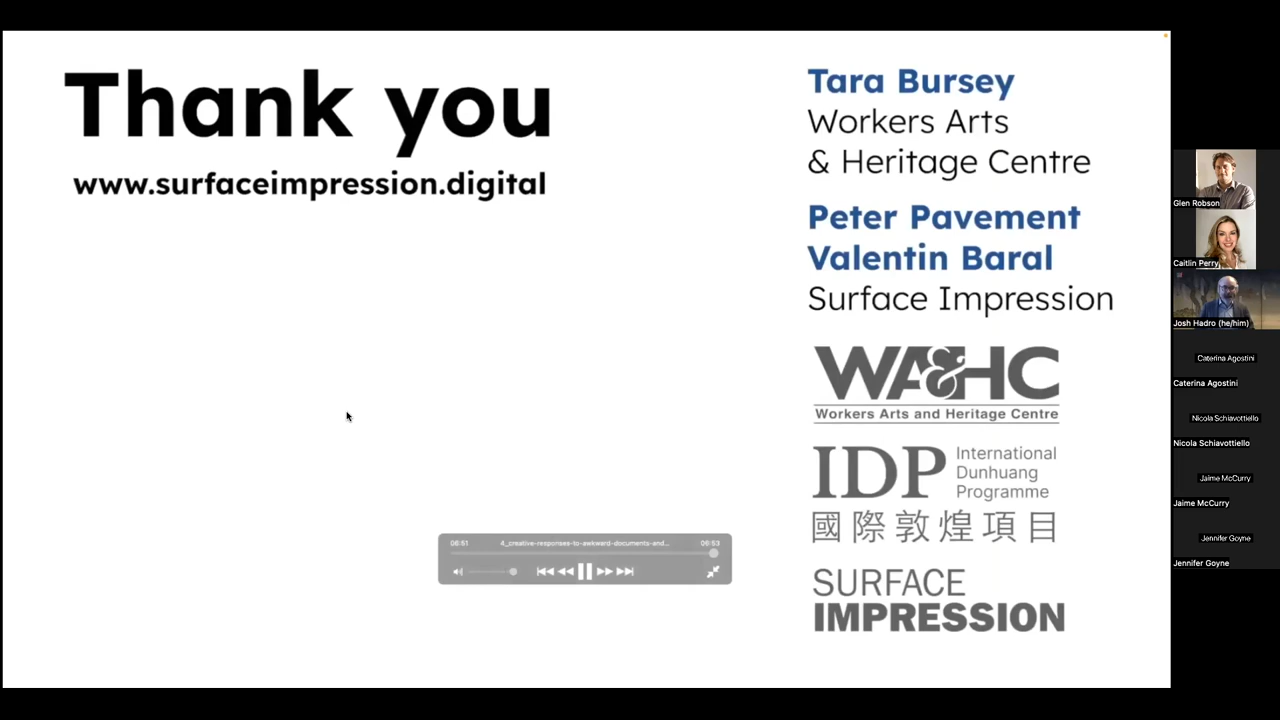 Thank you
www.surfaceimpression.digital
Tara Bursey
Workers Arts
& Heritage Centre
Peter Pavement
Valentin Baral
Surface Impression
WA&HC
Workers Arts and Heritage Centre
IDP International
Dunhuang
Programme
國際敦煌項目
SURFACE
IMPRESSION
06:51 4_creative-responses-to-awkward-documents-and... 06:53
Glen Robson
Caitlin Perry
Josh Hadro (he/him)
Caterina Agostini
Caterina Agostini
Nicola Schiavottiello
Nicola Schiavottiello
Jaime McCurry
Jaime McCurry
Jennifer Goyne
Jennifer Goyne